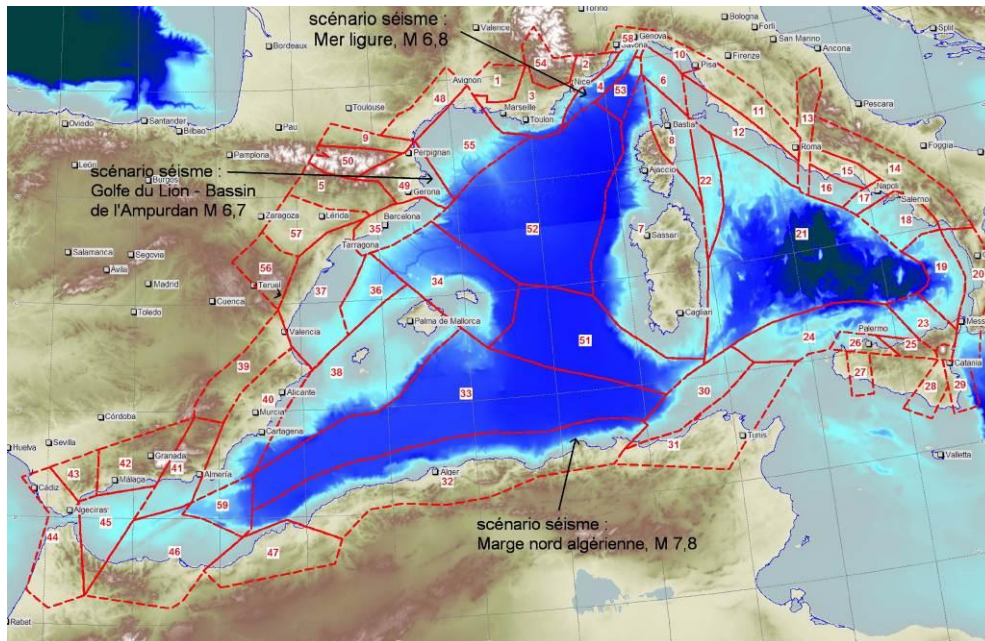 scénario séisme :
Mer ligure, M 6,8
scénario séisme :
Golfe du Lion - Bassin
de l'Ampurdan M 6,7
scénario séisme :
Marge nord algérienne, M 7,8
Torino
Bologna
Split
Bordeaux
Valence
Genova
Savona
Forli
San Marino
Ancona
Firenze
Pisa
Avignon
Nice
Toulouse
Marseille
Toulon
Pescara
Oviedo
Santander
Bilbao
Pau
Bastia
Foggia
Perpignan
Roma
Pamplona
León
Burgos
Ajaccio
Gerona
Napoli
Salerno
Zaragoza
Lérida
Barcelona
Sassari
Tarragona
Salamanca
Segovia
Ávila
Madrid
Teruel
Cuenca
Toledo
Palma de Mallorca
Cagliari
Valencia
Palermo
Catania
Alicante
Murcia
Córdoba
Cartagena
Huelva
Sevilla
Granada
Tunis
Valletta
Almería
Málaga
Cádiz
Alger
Algeciras
Rabat
58
54
2
10
1
4
53
6
48
3
11
13
9
55
12
8
50
5
49
22
15
14
16
17
35
18
57
52
7
21
56
34
19
20
37
36
23
51
24
38
26
25
39
33
27
28
29
40
30
31
43
42
41
32
59
45
44
46
47